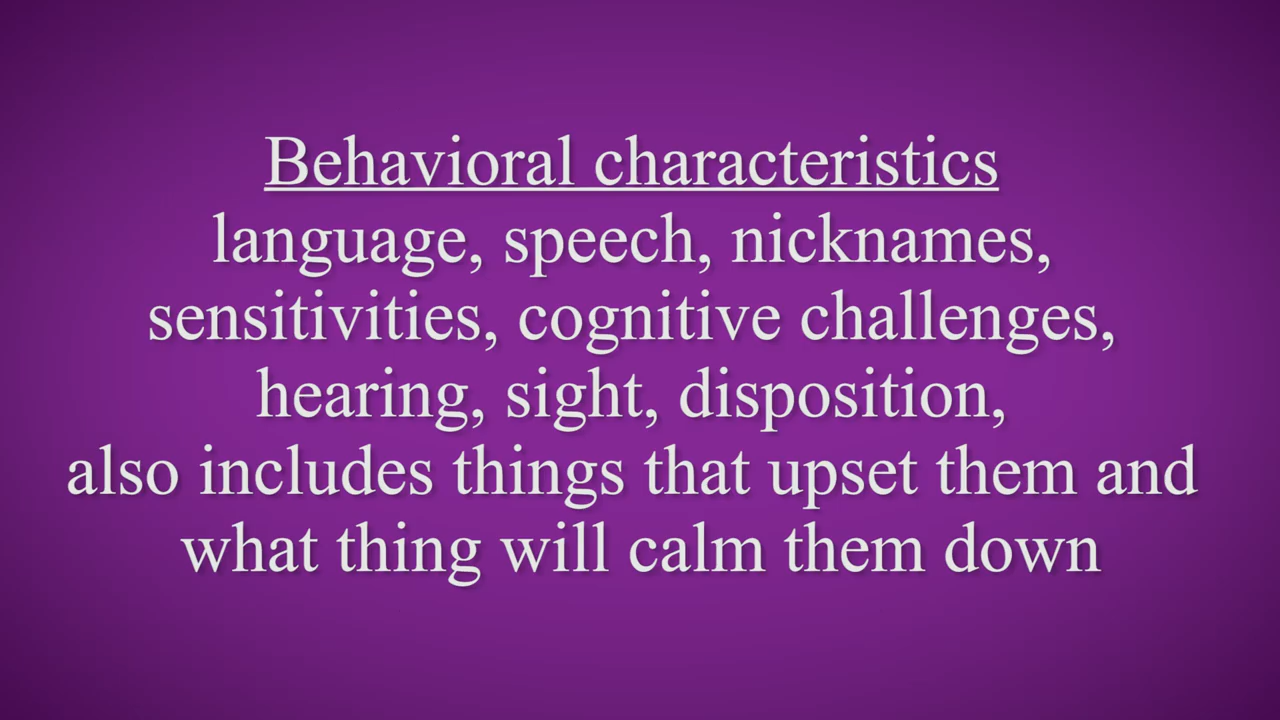 Behavioral characteristics
language, speech, nicknames,
sensitivities, cognitive challenges,
hearing, sight, disposition,
also includes things that upset them and
what thing will calm them down